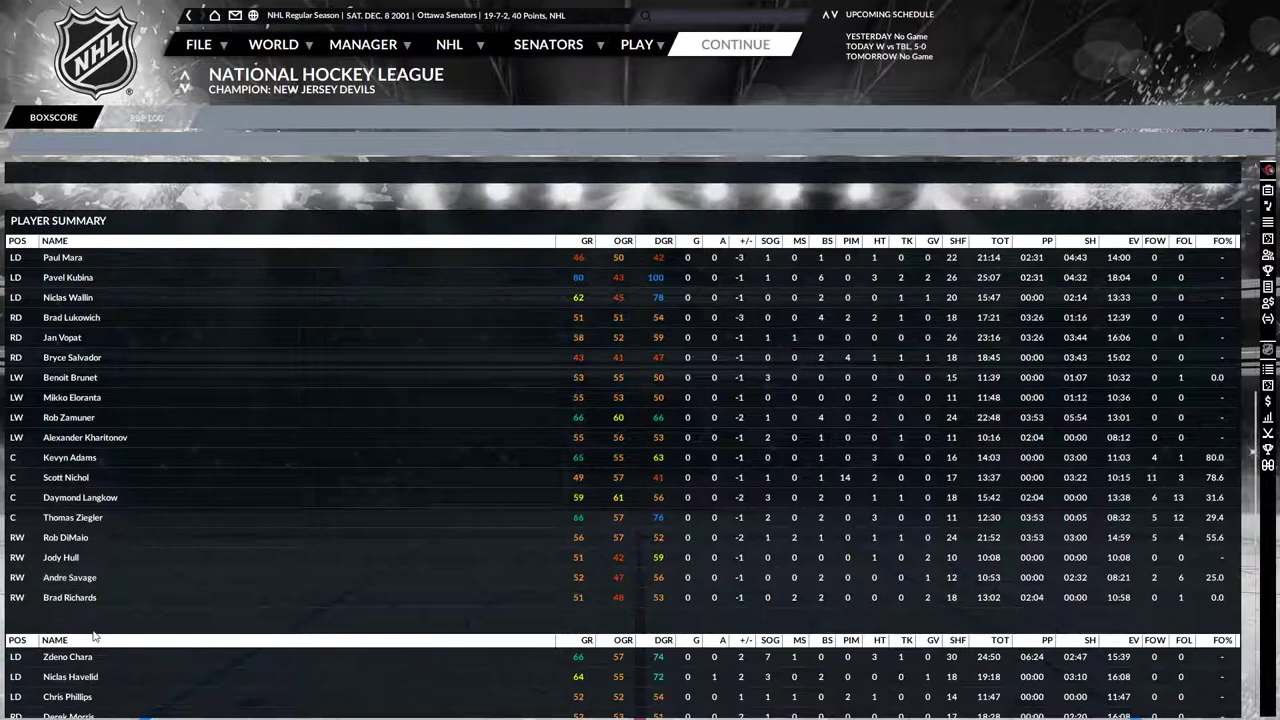 NHL Regular Season | SAT. DEC. 8 2001 | Ottawa Senators | 19-7-2, 40 Points, NHL
UPCOMING SCHEDULE
YESTERDAY No Game
TODAY W vs TBL 5-0
TOMORROW No Game
NHL
FILE WORLD MANAGER NHL SENATORS PLAY CONTINUE
NATIONAL HOCKEY LEAGUE
CHAMPION: NEW JERSEY DEVILS
BOXSCORE PBP LOG
PLAYER SUMMARY
POS NAME GR OGR DGR G A +/- SOG MS BS PIM HT TK GV SHF TOT PP SH EV FOW FOL FO%
LD Paul Mara 46 50 42 0 0 -3 1 0 1 0 1 0 0 22 21:14 02:31 04:43 14:00 0 0 -
LD Pavel Kubina 80 43 100 0 0 -1 1 0 6 0 3 2 2 26 25:07 02:31 04:32 18:04 0 0 -
LD Niclas Wallin 62 45 78 0 0 -1 0 0 2 0 0 1 1 20 15:47 00:00 02:14 13:33 0 0 -
RD Brad Lukowich 51 51 54 0 0 -3 0 0 4 2 2 1 0 18 17:21 03:26 01:16 12:39 0 0 -
RD Jan Vopat 58 52 59 0 0 -1 1 1 0 0 0 0 0 26 23:16 03:26 03:44 16:06 0 0 -
RD Bryce Salvador 43 41 47 0 0 -1 0 0 2 4 1 1 1 18 18:45 00:00 03:43 15:02 0 0 -
LW Benoit Brunet 53 55 50 0 0 -1 3 0 0 0 0 0 0 15 11:39 00:00 01:07 10:32 0 1 0.0
LW Mikko Eloranta 55 53 50 0 0 -1 0 0 0 0 2 0 0 11 11:48 00:00 01:12 10:36 0 0 -
LW Rob Zamuner 66 60 66 0 0 -2 1 0 4 0 2 0 0 24 22:48 03:53 05:54 13:01 0 0 -
LW Alexander Kharitonov 55 56 53 0 0 -1 2 0 1 0 0 1 0 11 10:16 02:04 00:00 08:12 0 0 -
C Kevyn Adams 65 55 63 0 0 -1 1 0 1 0 3 0 0 16 14:03 00:00 03:00 11:03 4 1 80.0
C Scott Nichol 49 57 41 0 0 -1 1 0 1 14 2 0 0 17 13:37 00:00 03:22 10:15 11 3 78.6
C Daymond Langkow 59 61 56 0 0 -2 3 0 2 0 0 1 1 18 15:42 02:04 00:00 13:38 6 13 31.6
C Thomas Ziegler 66 57 76 0 0 -1 2 0 2 0 3 0 0 11 12:30 03:53 00:05 08:32 5 12 29.4
RW Rob DiMaio 56 57 52 0 0 -2 1 2 1 0 1 1 0 24 21:52 03:53 03:00 14:59 5 4 55.6
RW Jody Hull 51 42 59 0 0 -1 0 0 0 0 1 0 2 10 10:08 00:00 00:00 10:08 0 0 -
RW Andre Savage 52 47 56 0 0 -1 0 0 2 0 0 0 1 12 10:53 00:00 02:32 08:21 2 6 25.0
RW Brad Richards 51 48 53 0 0 -1 0 2 2 0 0 0 2 18 13:02 02:04 00:00 10:58 0 1 0.0
POS NAME GR OGR DGR G A +/- SOG MS BS PIM HT TK GV SHF TOT PP SH EV FOW FOL FO%
LD Zdeno Chara 66 57 74 0 0 2 7 1 0 0 3 1 0 30 24:50 06:24 02:47 15:39 0 0 -
LD Niclas Havelid 64 55 72 0 1 2 3 0 2 0 0 0 1 18 19:18 00:00 03:10 16:08 0 0 -
LD Chris Phillips 52 52 54 0 0 1 1 1 0 2 1 0 0 14 11:47 00:00 00:00 11:47 0 0 -
RD Derek Morris 52 53 51 0 0 2 1 0 0 0 0 0 0 17 18:28 00:00 02:20 16:08 0 0 -